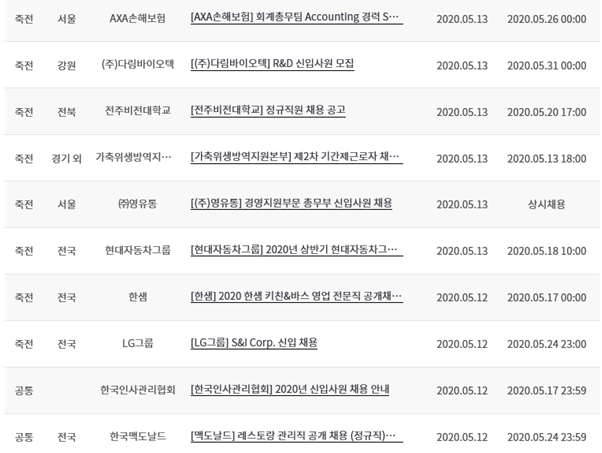 죽전 서울 AXA손해보험 [AXA손해보험] 회계총무팀 Accounting 경력 S… 2020.05.13 2020.05.26 00:00
죽전 강원 (주)다림바이오텍 [(주)다림바이오텍] R&D 신입사원 모집 2020.05.13 2020.05.31 00:00
죽전 전북 전주비전대학교 [전주비전대학교] 정규직원 채용 공고 2020.05.13 2020.05.20 17:00
죽전 경기 외 가축위생방역지… [가축위생방역지원본부] 제2차 기간제근로자 채… 2020.05.13 2020.05.13 18:00
죽전 서울 ㈜영유통 [(주)영유통] 경영지원부문 총무부 신입사원 채용 2020.05.13 상시채용
죽전 전국 현대자동차그룹 [현대자동차그룹] 2020년 상반기 현대자동차그… 2020.05.13 2020.05.18 10:00
죽전 전국 한샘 [한샘] 2020 한샘 키친&바스 영업 전문직 공개채… 2020.05.12 2020.05.17 00:00
죽전 전국 LG그룹 [LG그룹] S&I Corp. 신입 채용 2020.05.12 2020.05.24 23:00
공통 한국인사관리협회 [한국인사관리협회] 2020년 신입사원 채용 안내 2020.05.12 2020.05.17 23:59
공통 전국 한국맥도날드 [맥도날드] 레스토랑 관리직 공개 채용 (정규직)… 2020.05.12 2020.05.24 23:59